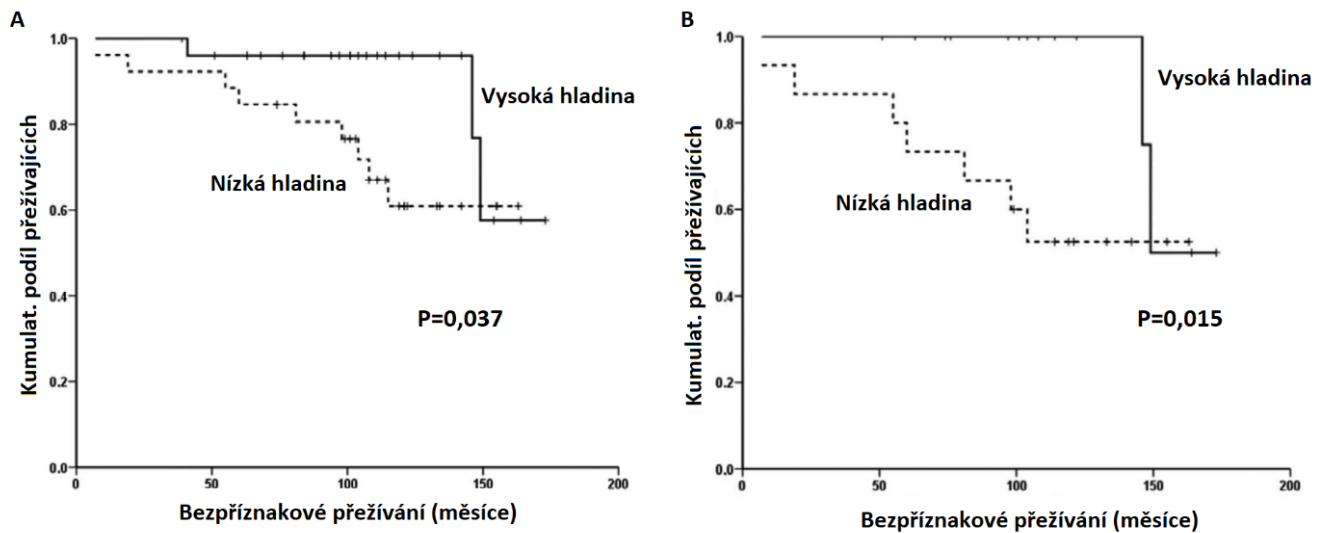 A
Kumulat. podíl přežívajících
1.0
0.8
0.6
0.4
0.2
0.0
Vysoká hladina
Nízká hladina
P=0,037
0 50 100 150 200
Bezpříznakové přežívání (měsíce)
B
Kumulat. podíl přežívajících
1.0
0.8
0.6
0.4
0.2
0.0
Vysoká hladina
Nízká hladina
P=0,015
0 50 100 150 200
Bezpříznakové přežívání (měsíce)